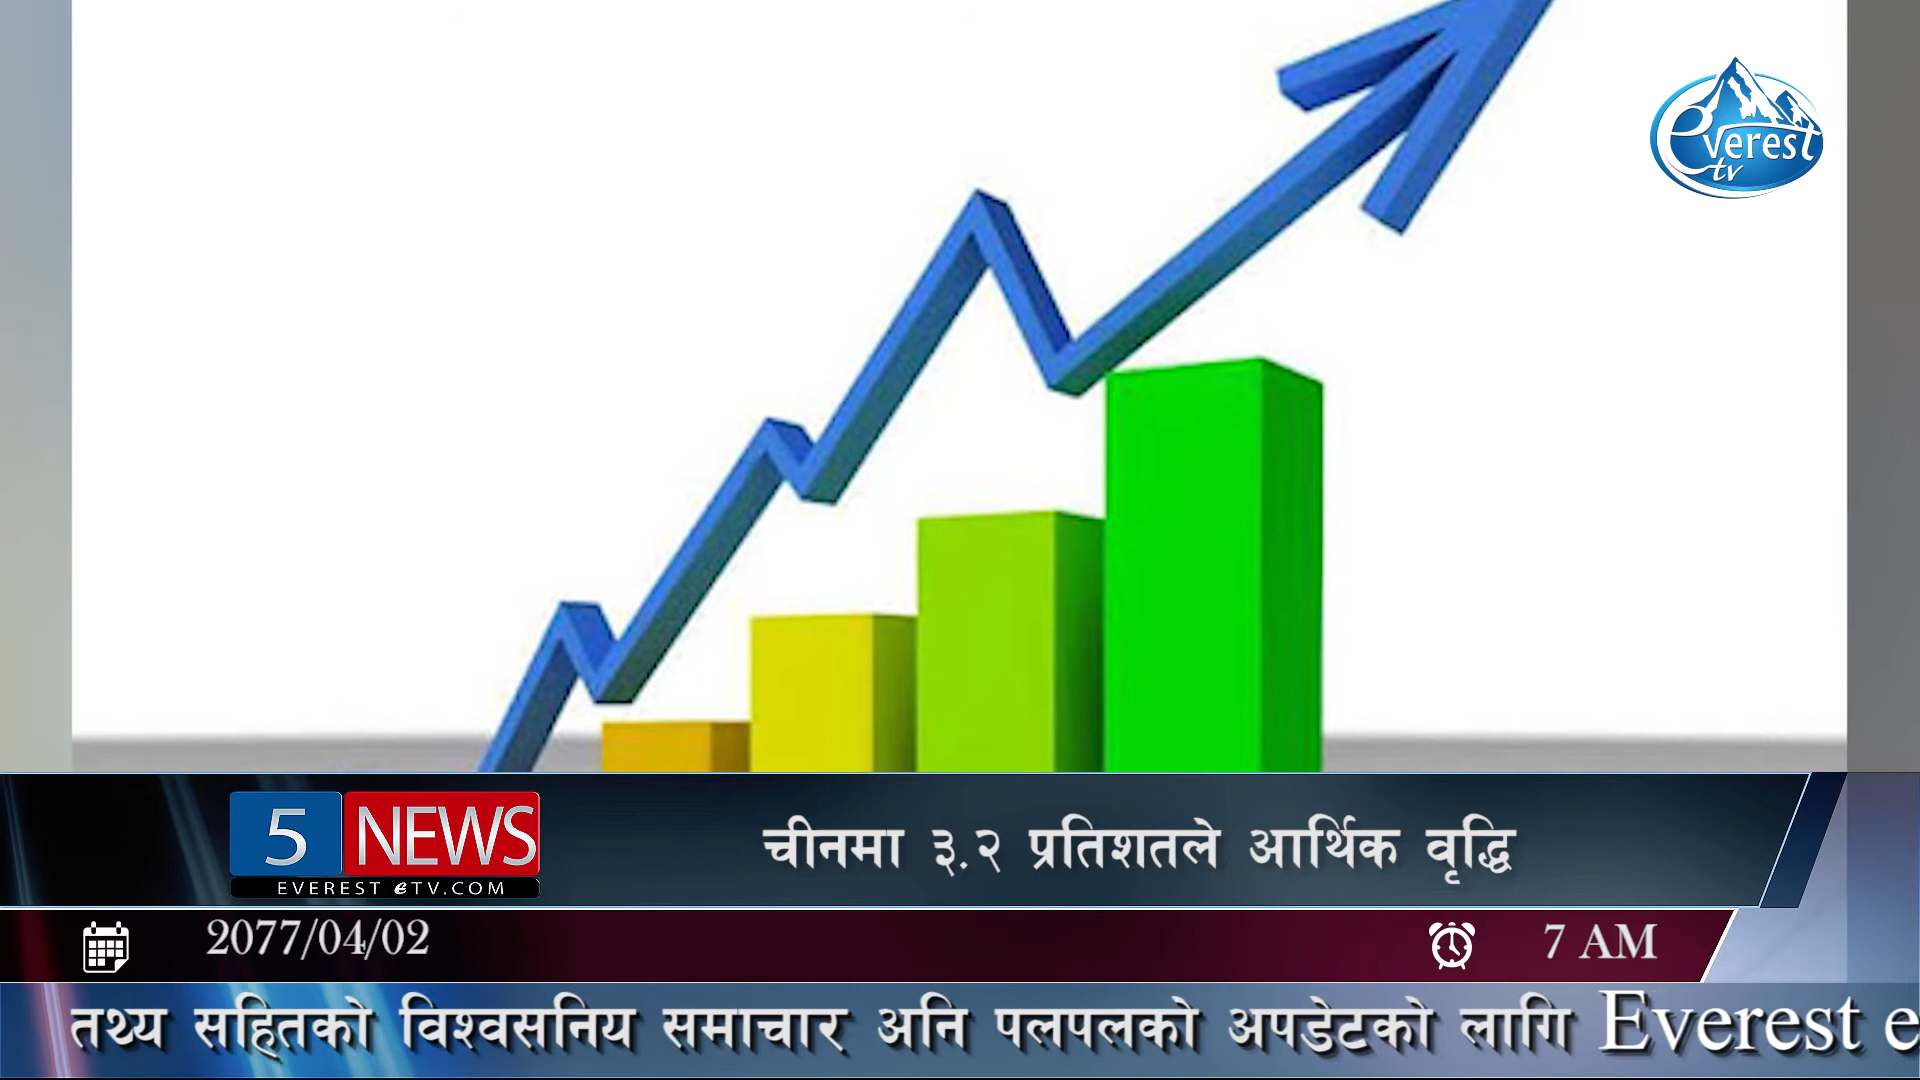 everest
tv
5 NEWS
EVEREST eTV.COM
चीनमा ३.२ प्रतिशतले आर्थिक वृद्धि
2077/04/02
7 AM
तथ्य सहितको विश्वसनिय समाचार अनि पलपलको अपडेटको लागि Everest e